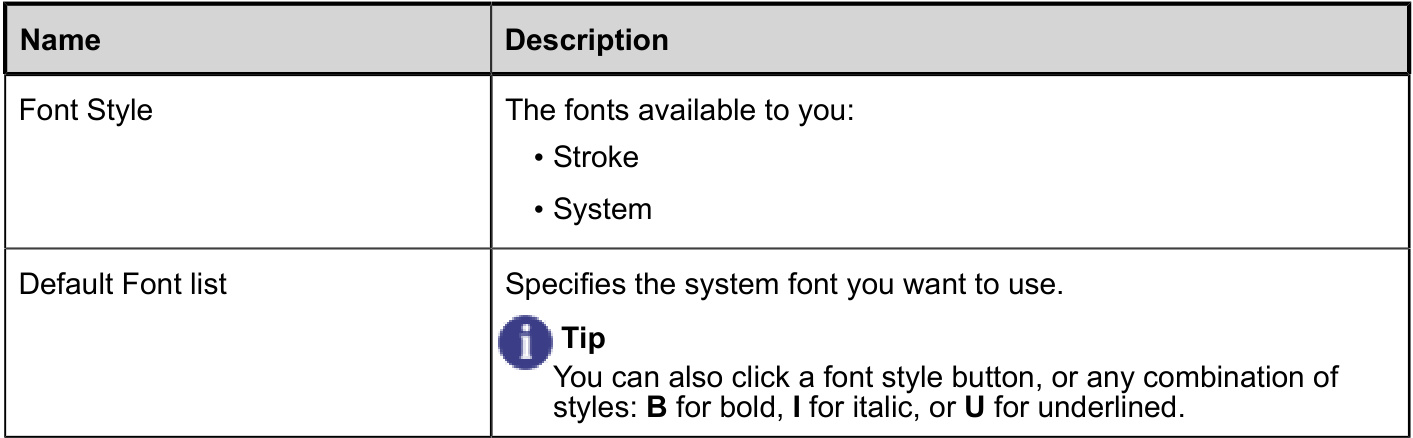 Name Description
Font Style The fonts available to you:
• Stroke
• System
Default Font list Specifies the system font you want to use.
i Tip
You can also click a font style button, or any combination of
styles: B for bold, I for italic, or U for underlined.